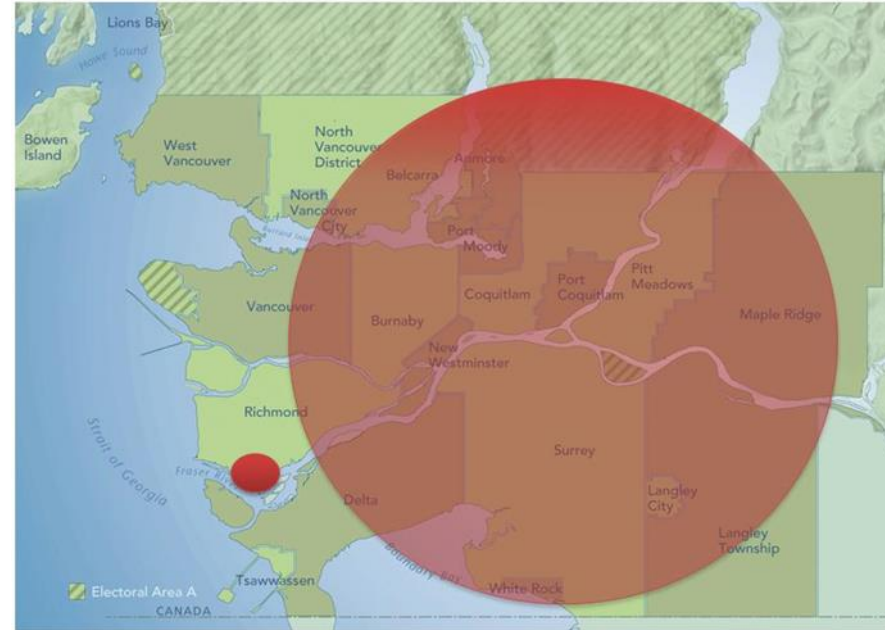 Lions Bay
Howe Sound
Bowen
Island
West
Vancouver
North
Vancouver
District
Anmore
Belcarra
North
Vancouver
City
Burrard Inlet
Port
Moody
Pitt
Meadows
Port
Coquitlam
Coquitlam
Vancouver
Burnaby
Maple Ridge
New
Westminster
Richmond
Strait of Georgia
Fraser River
Surrey
Delta
Langley
City
Langley
Township
Boundary Bay
Tsawwassen
White Rock
Electoral Area A
CANADA